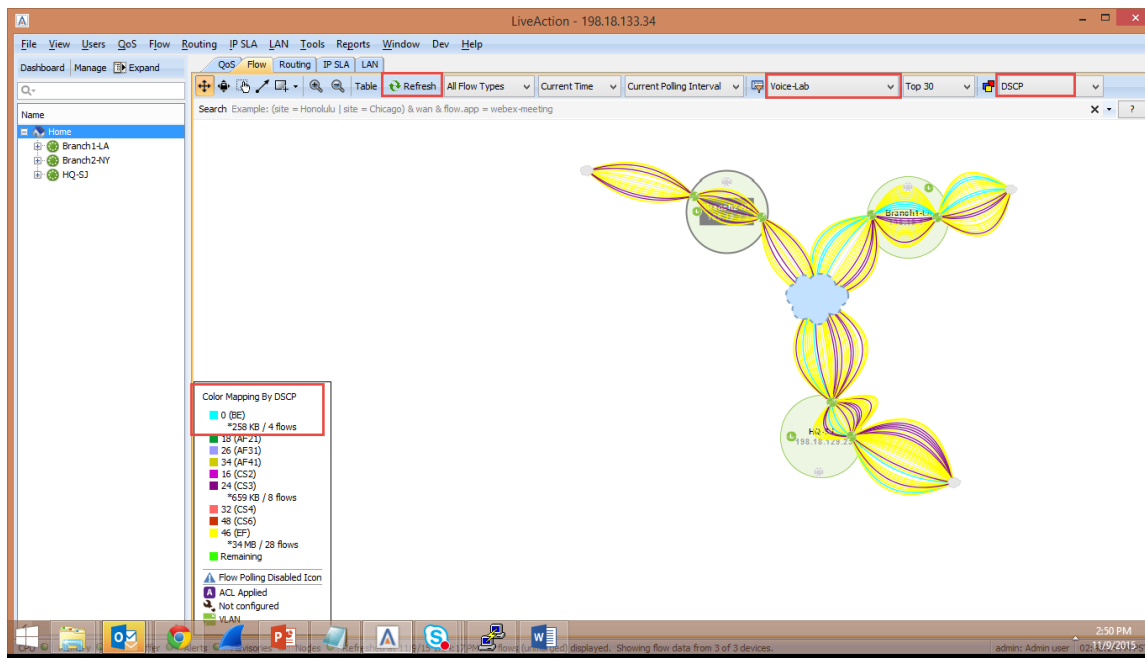 LiveAction - 198.18.133.34
File View Users QoS Flow Routing IP SLA LAN Tools Reports Window Dev Help
Dashboard Manage Expand
QoS Flow Routing IP SLA LAN
Table Refresh All Flow Types Current Time Current Polling Interval Voice-Lab Top 30 DSCP
Search Example: (site = Honolulu | site = Chicago) & wan & flow.app = webex-meeting
Name
Home
Branch1-LA
Branch2-NY
HQ-SJ
HQ-SJ
198.18.129.23
Color Mapping By DSCP
0 (BE)
*258 KB / 4 flows
18 (AF21)
26 (AF31)
34 (AF41)
16 (CS2)
24 (CS3)
*659 KB / 8 flows
32 (CS4)
48 (CS6)
46 (EF)
*34 MB / 28 flows
Remaining
Flow Polling Disabled Icon
ACL Applied
Not configured
VLAN
displayed. Showing flow data from 3 of 3 devices.
admin: Admin user
2:50 PM
11/9/2015